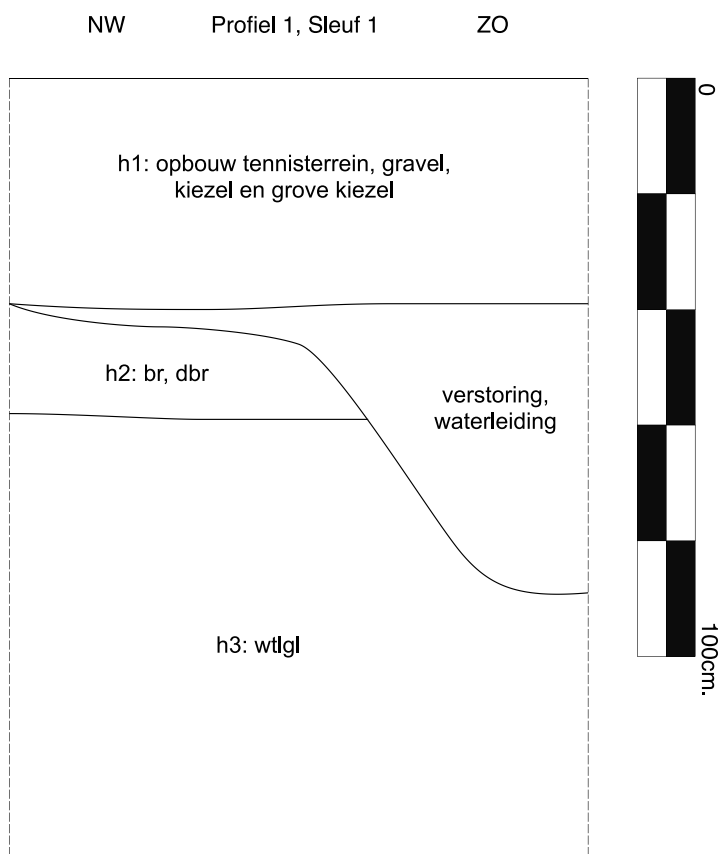 NW Profiel 1, Sleuf 1 ZO
0
h1: opbouw tennisterrein, gravel,
kiezel en grove kiezel
h2: br, dbr
verstoring,
waterleiding
h3: wtlgl
100cm.